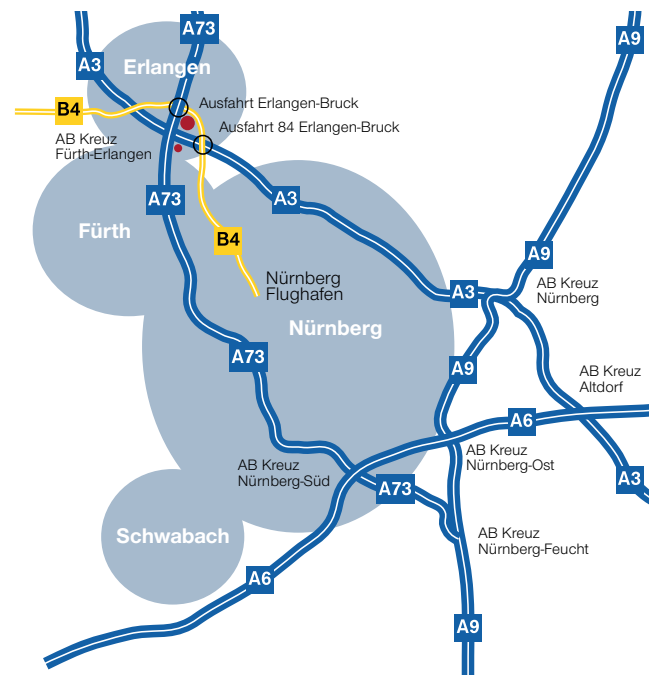 A73
A9
A3
Erlangen
B4
Ausfahrt Erlangen-Bruck
Ausfahrt 84 Erlangen-Bruck
AB Kreuz
Fürth-Erlangen
A73
A3
Fürth
B4
A9
Nürnberg
Flughafen
AB Kreuz
Nürnberg
A3
Nürnberg
A73
A9
AB Kreuz
Altdorf
A6
AB Kreuz
Nürnberg-Ost
AB Kreuz
Nürnberg-Süd
A73
A3
Schwabach
AB Kreuz
Nürnberg-Feucht
A6
A9